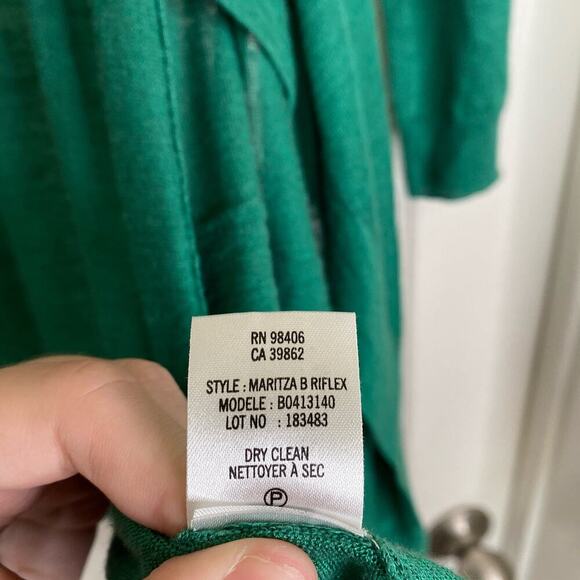 RN 98406
CA 39862
STYLE : MARITZA B RIFLEX
MODELE : B0413140
LOT NO : 183483
DRY CLEAN
NETTOYER À SEC
P